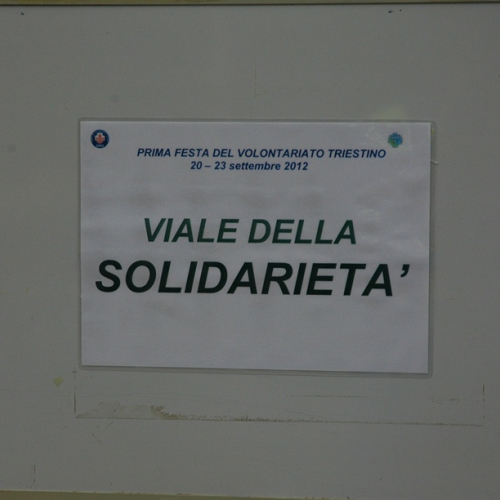 PRIMA FESTA DEL VOLONTARIATO TRIESTINO
20 – 23 settembre 2012
VIALE DELLA
SOLIDARIETA’